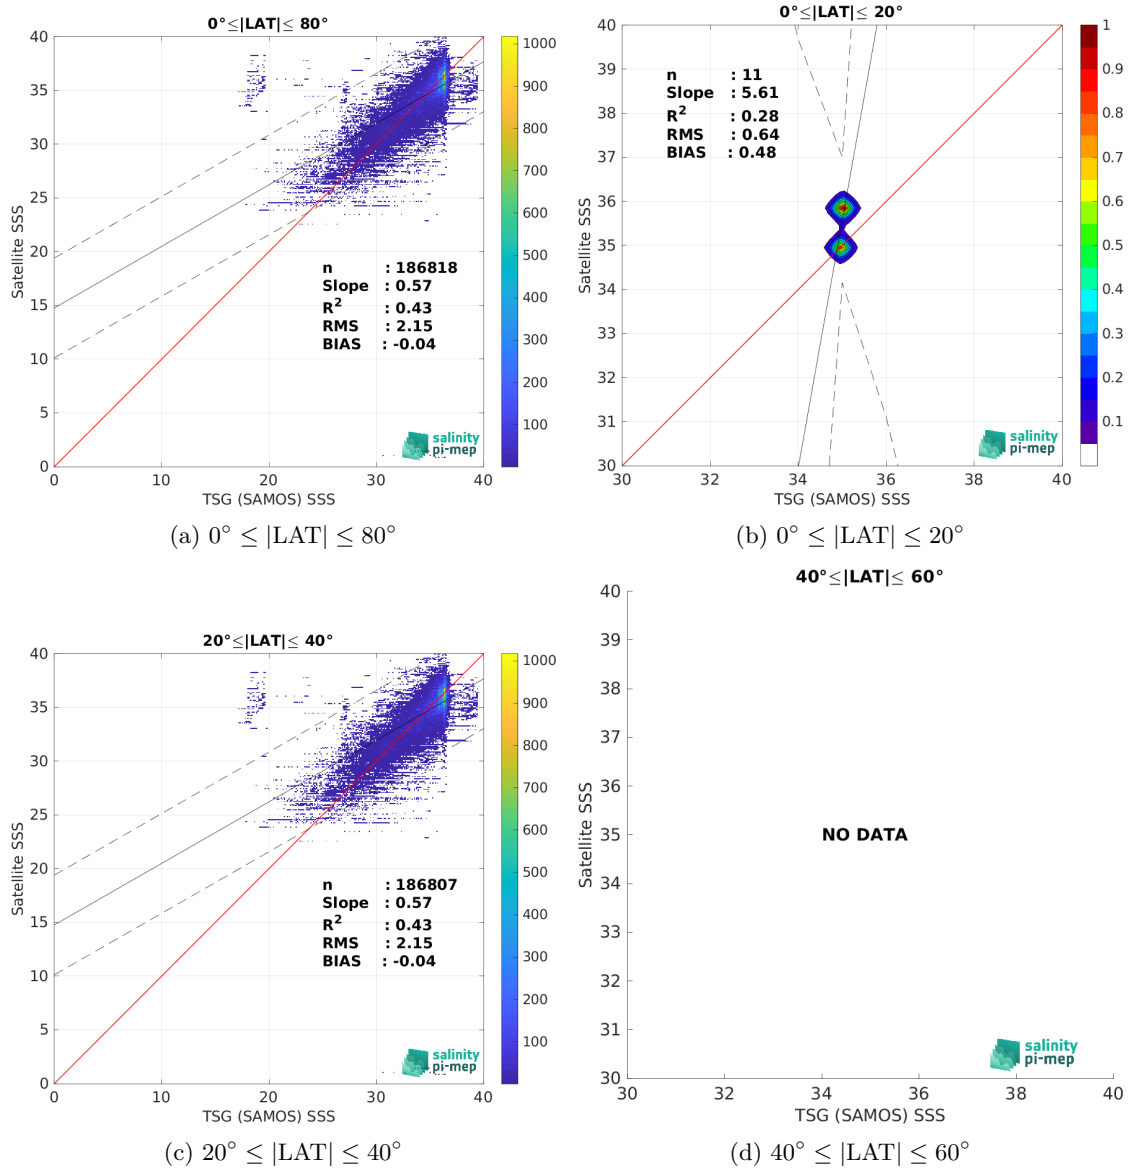 0°≤|LAT|≤ 80°
40
35
30
25
20
15
10
5
0
Satellite SSS
n : 186818
Slope : 0.57
R² : 0.43
RMS : 2.15
BIAS : -0.04
salinity
pi-mep
0 10 20 30 40
TSG (SAMOS) SSS
1000
900
800
700
600
500
400
300
200
100
(a) 0° ≤ |LAT| ≤ 80°
0°≤|LAT|≤ 20°
40
39
38
37
36
35
34
33
32
31
30
Satellite SSS
n : 11
Slope : 5.61
R² : 0.28
RMS : 0.64
BIAS : 0.48
salinity
pi-mep
30 32 34 36 38 40
TSG (SAMOS) SSS
1
0.9
0.8
0.7
0.6
0.5
0.4
0.3
0.2
0.1
(b) 0° ≤ |LAT| ≤ 20°
20°≤|LAT|≤ 40°
40
35
30
25
20
15
10
5
0
Satellite SSS
n : 186807
Slope : 0.57
R² : 0.43
RMS : 2.15
BIAS : -0.04
salinity
pi-mep
0 10 20 30 40
TSG (SAMOS) SSS
1000
900
800
700
600
500
400
300
200
100
(c) 20° ≤ |LAT| ≤ 40°
40°≤|LAT|≤ 60°
40
39
38
37
36
35
34
33
32
31
30
Satellite SSS
NO DATA
salinity
pi-mep
30 32 34 36 38 40
TSG (SAMOS) SSS
(d) 40° ≤ |LAT| ≤ 60°